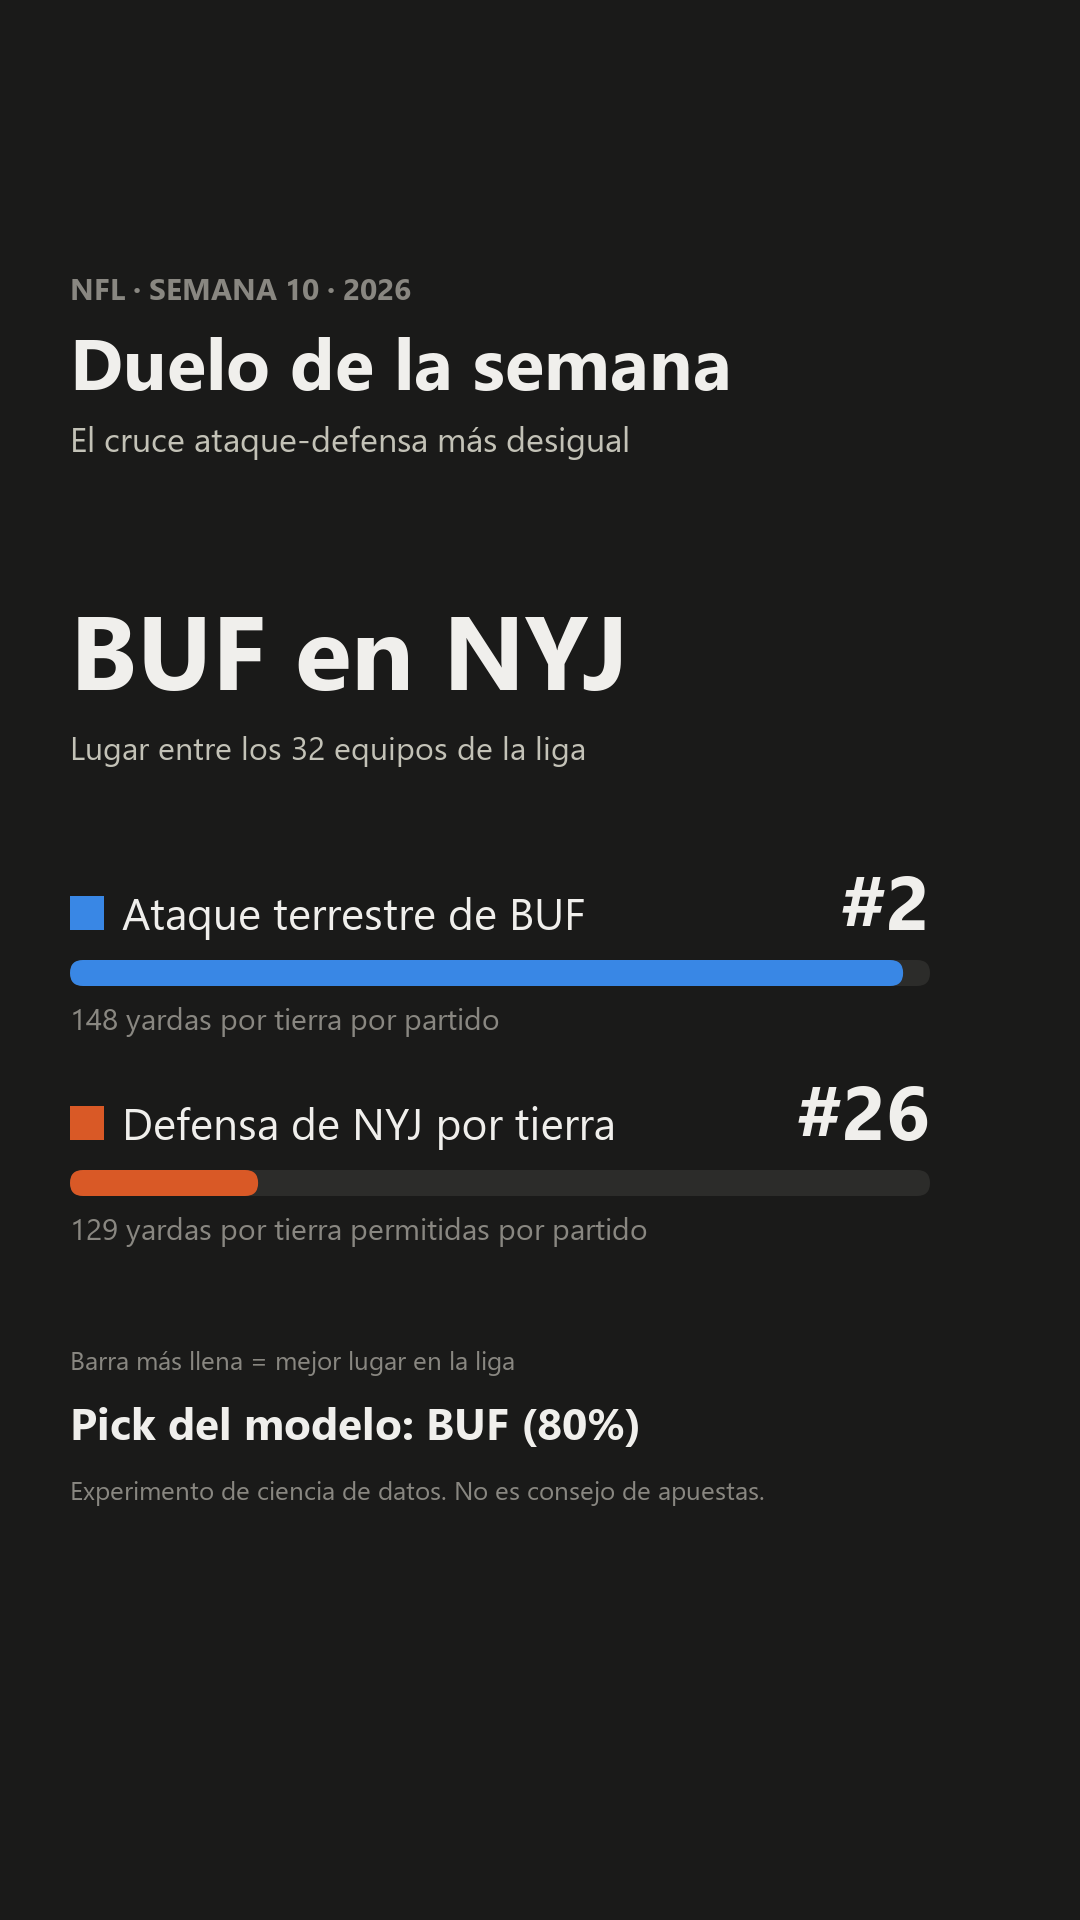 NFL · SEMANA 10 · 2026
Duelo de la semana
El cruce ataque-defensa más desigual
BUF en NYJ
Lugar entre los 32 equipos de la liga
Ataque terrestre de BUF #2
148 yardas por tierra por partido
Defensa de NYJ por tierra #26
129 yardas por tierra permitidas por partido
Barra más llena = mejor lugar en la liga
Pick del modelo: BUF (80%)
Experimento de ciencia de datos. No es consejo de apuestas.